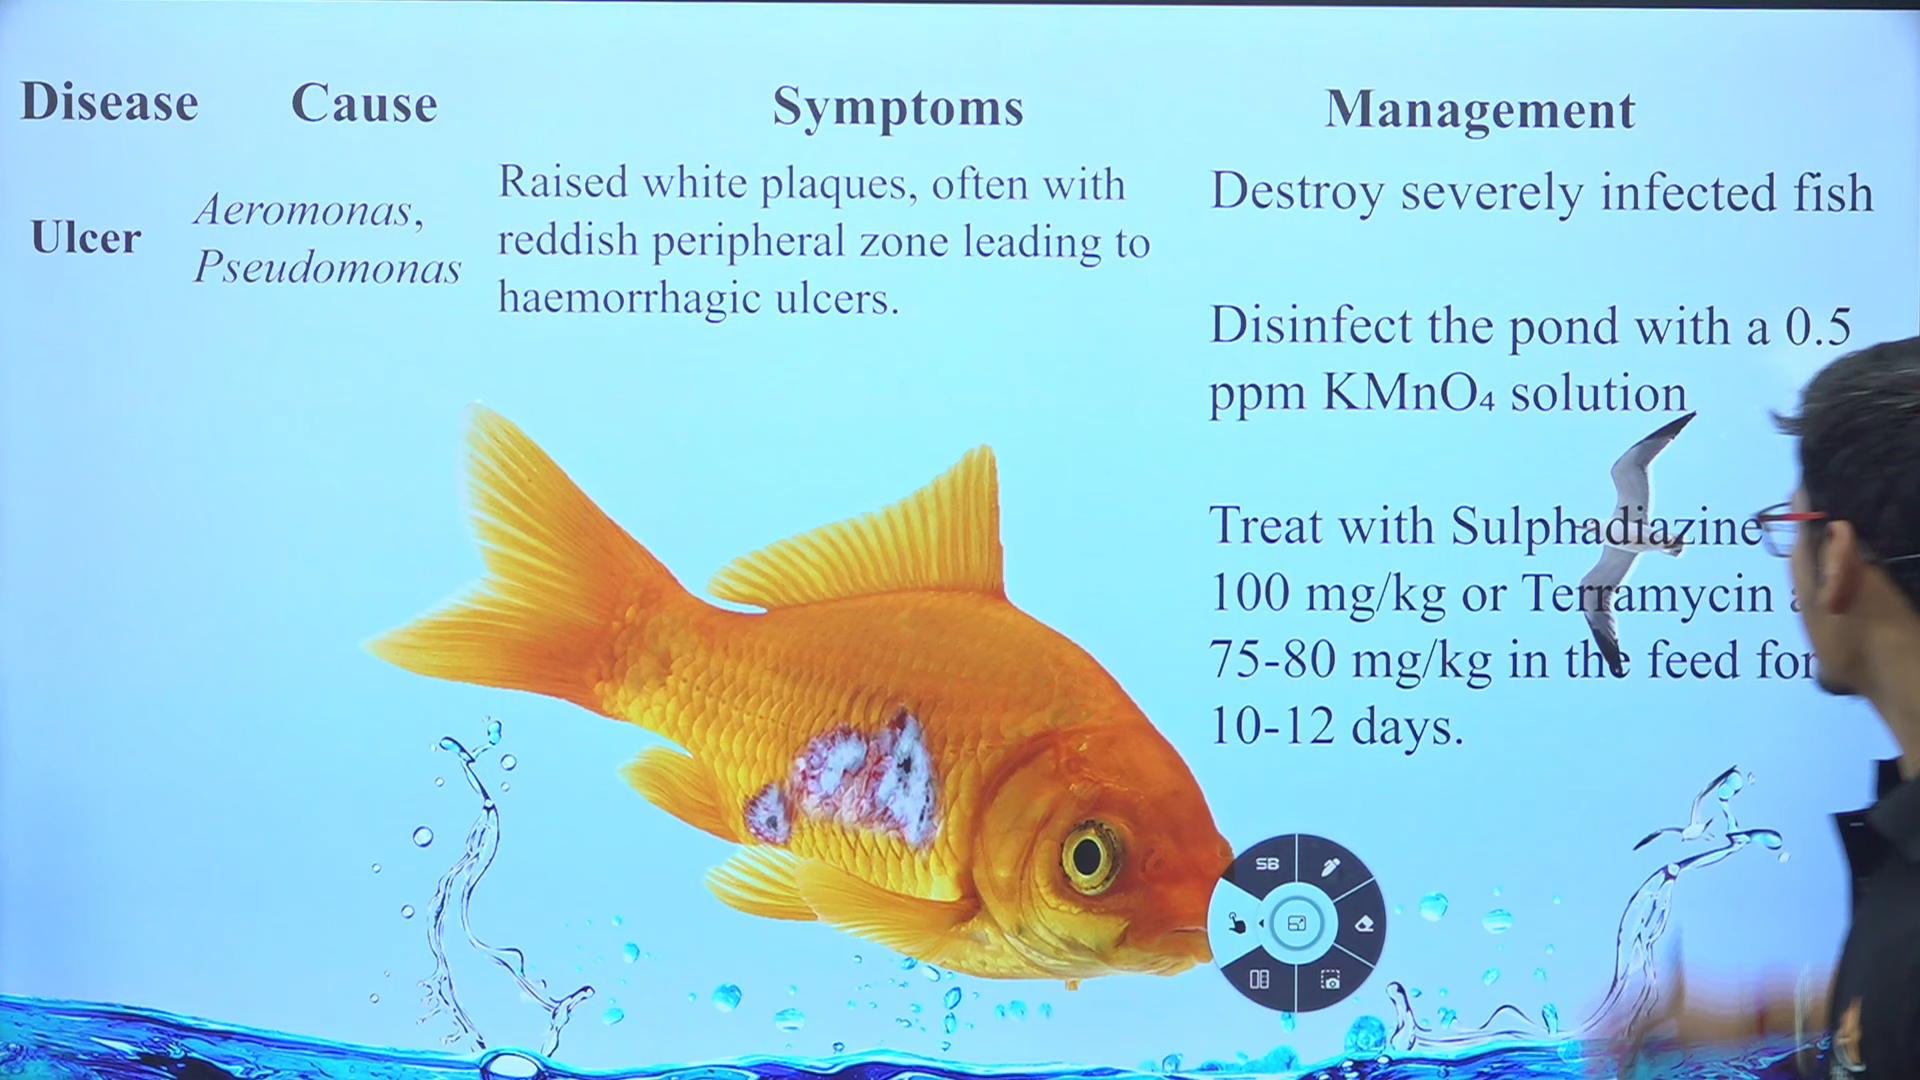 Disease Cause Symptoms Management
Ulcer
Aeromonas,
Pseudomonas
Raised white plaques, often with
reddish peripheral zone leading to
haemorrhagic ulcers.
Destroy severely infected fish
Disinfect the pond with a 0.5
ppm KMnO₄ solution
Treat with Sulphadiazine
100 mg/kg or Terramycin
75-80 mg/kg in the feed for
10-12 days.
SB